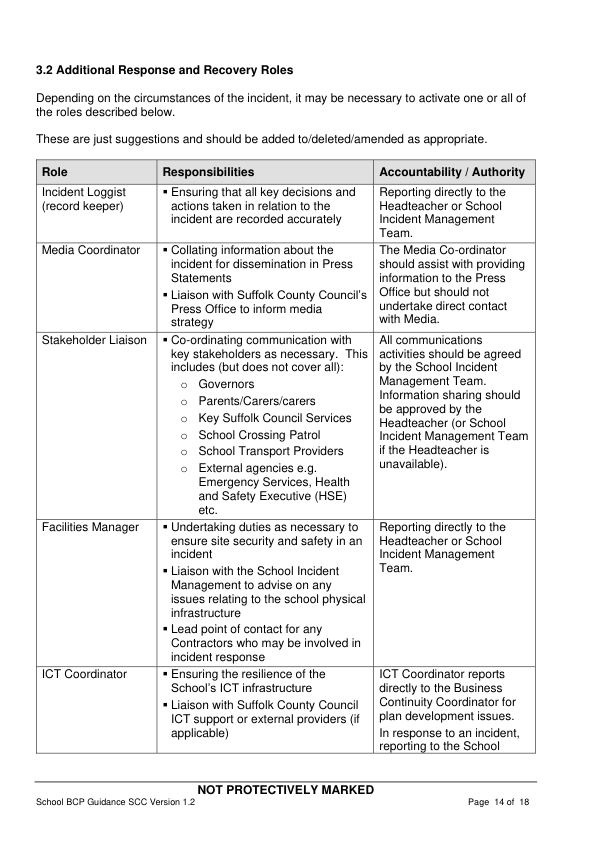 3.2 Additional Response and Recovery Roles
Depending on the circumstances of the incident, it may be necessary to activate one or all of
the roles described below.
These are just suggestions and should be added to/deleted/amended as appropriate.
Role
Responsibilities
Accountability / Authority
Incident Loggist
(record keeper)
▪ Ensuring that all key decisions and
actions taken in relation to the
incident are recorded accurately
Reporting directly to the
Headteacher or School
Incident Management
Team.
Media Coordinator
▪ Collating information about the
incident for dissemination in Press
Statements
▪ Liaison with Suffolk County Council's
Press Office to inform media
strategy
The Media Co-ordinator
should assist with providing
information to the Press
Office but should not
undertake direct contact
with Media.
Stakeholder Liaison
▪ Co-ordinating communication with
key stakeholders as necessary.  This
includes (but does not cover all):
o Governors
o Parents/Carers/carers
o Key Suffolk Council Services
o School Crossing Patrol
o School Transport Providers
o External agencies e.g.
Emergency Services, Health
and Safety Executive (HSE)
etc.
All communications
activities should be agreed
by the School Incident
Management Team.
Information sharing should
be approved by the
Headteacher (or School
Incident Management Team
if the Headteacher is
unavailable).
Facilities Manager
▪ Undertaking duties as necessary to
ensure site security and safety in an
incident
▪ Liaison with the School Incident
Management to advise on any
issues relating to the school physical
infrastructure
▪ Lead point of contact for any
Contractors who may be involved in
incident response
Reporting directly to the
Headteacher or School
Incident Management
Team.
ICT Coordinator
▪ Ensuring the resilience of the
School's ICT infrastructure
▪ Liaison with Suffolk County Council
ICT support or external providers (if
applicable)
ICT Coordinator reports
directly to the Business
Continuity Coordinator for
plan development issues.
In response to an incident,
reporting to the School
NOT PROTECTIVELY MARKED
School BCP Guidance SCC Version 1.2
Page 14 of 18